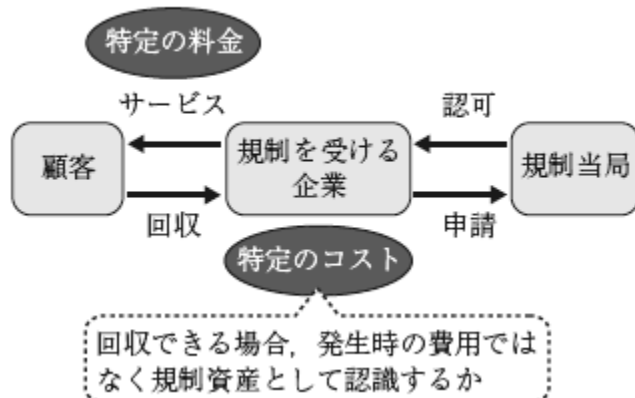 特定の料金
サービス
認可
顧客
規制を受ける
企業
規制当局
回収
申請
特定のコスト
回収できる場合，発生時の費用では
なく規制資産として認識するか